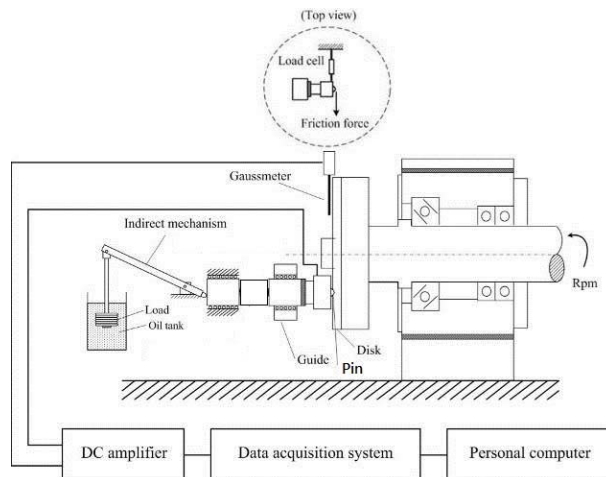 (Top view)
Load cell
Friction force
Gaussmeter
Indirect mechanism
Rpm
Load
Oil tank
Disk
Guide
Pin
DC amplifier
Data acquisition system
Personal computer